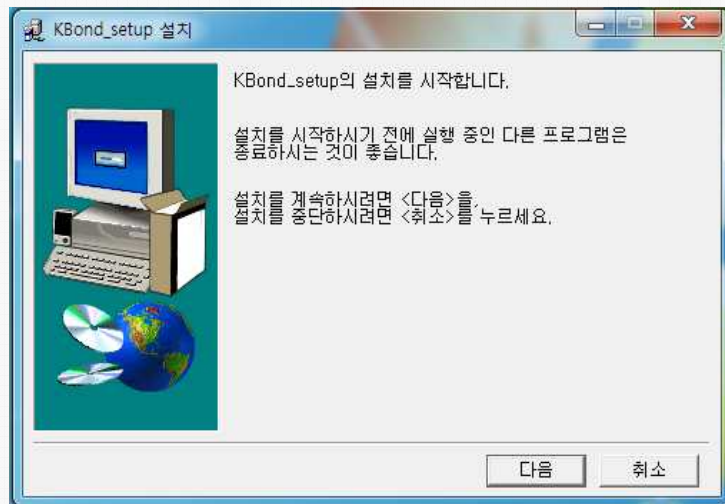 KBond_setup 설치
KBond_setup의 설치를 시작합니다.
설치를 시작하시기 전에 실행 중인 다른 프로그램은
종료하시는 것이 좋습니다.
설치를 계속하시려면 <다음>을,
설치를 중단하시려면 <취소>를 누르세요.
다음
취소